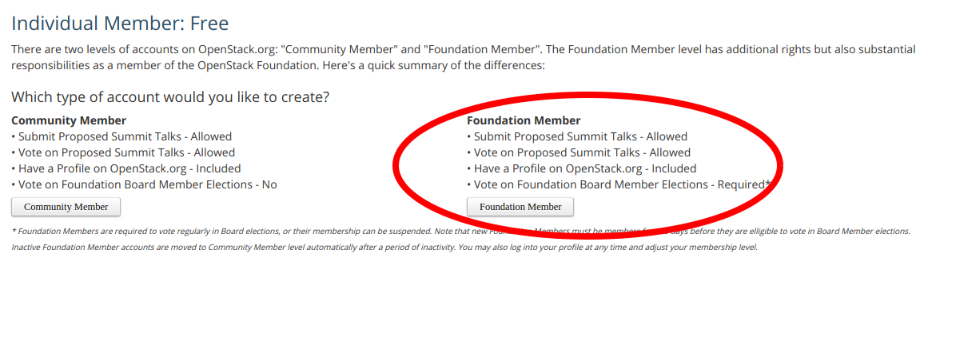 Individual Member: Free
There are two levels of accounts on OpenStack.org: "Community Member" and "Foundation Member". The Foundation Member level has additional rights but also substantial
responsibilities as a member of the OpenStack Foundation. Here's a quick summary of the differences:
Which type of account would you like to create?
Community Member
• Submit Proposed Summit Talks - Allowed
• Vote on Proposed Summit Talks - Allowed
• Have a Profile on OpenStack.org - Included
• Vote on Foundation Board Member Elections - No
Community Member
Foundation Member
• Submit Proposed Summit Talks - Allowed
• Vote on Proposed Summit Talks - Allowed
• Have a Profile on OpenStack.org - Included
• Vote on Foundation Board Member Elections - Required*
Foundation Member
* Foundation Members are required to vote regularly in Board elections, or their membership can be suspended. Note that new Members must be members days before they are elligible to vote in Board Member elections.
Inactive Foundation Member accounts are moved to Community Member level automatically after a period of inactivity. You may also log into your profile at any time and adjust your membership level.